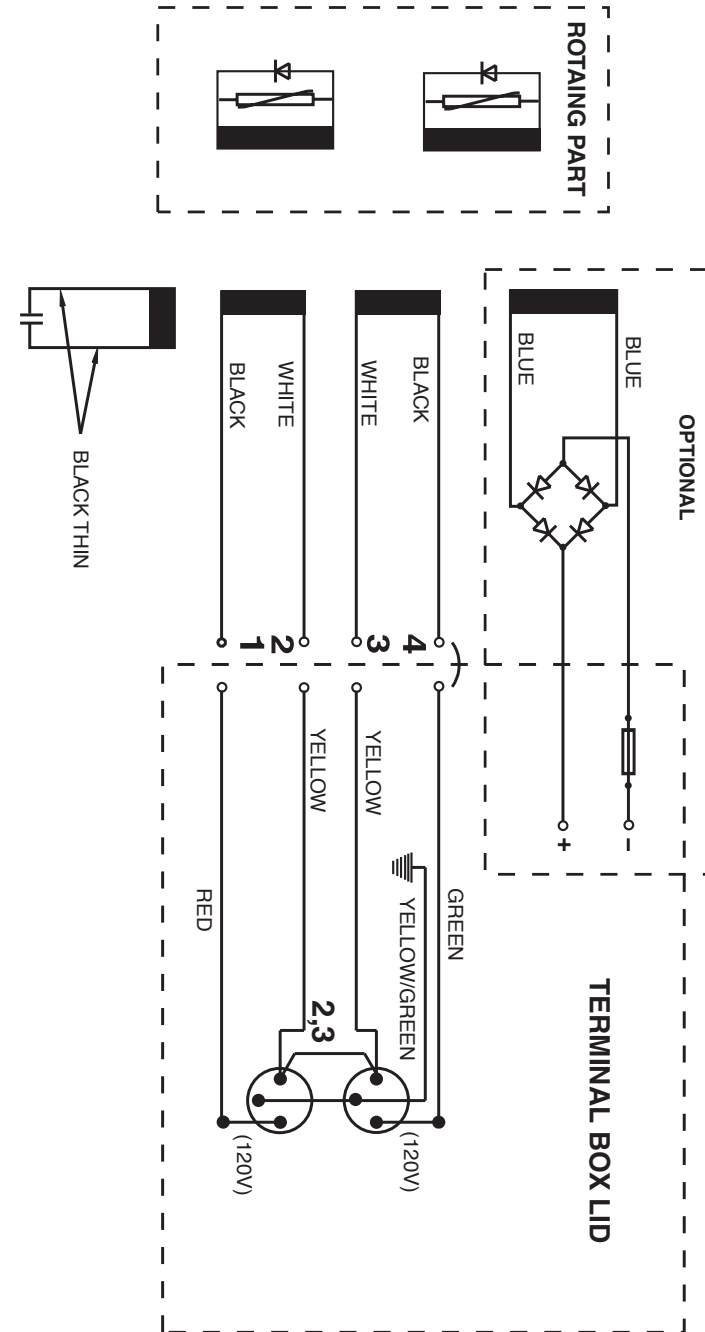 ROTAING PART
OPTIONAL
BLUE
BLUE
-
+
TERMINAL BOX LID
BLACK
4
GREEN
YELLOW/GREEN
(120V)
WHITE
3
YELLOW
2,3
WHITE
2
YELLOW
(120V)
BLACK
1
RED
BLACK THIN